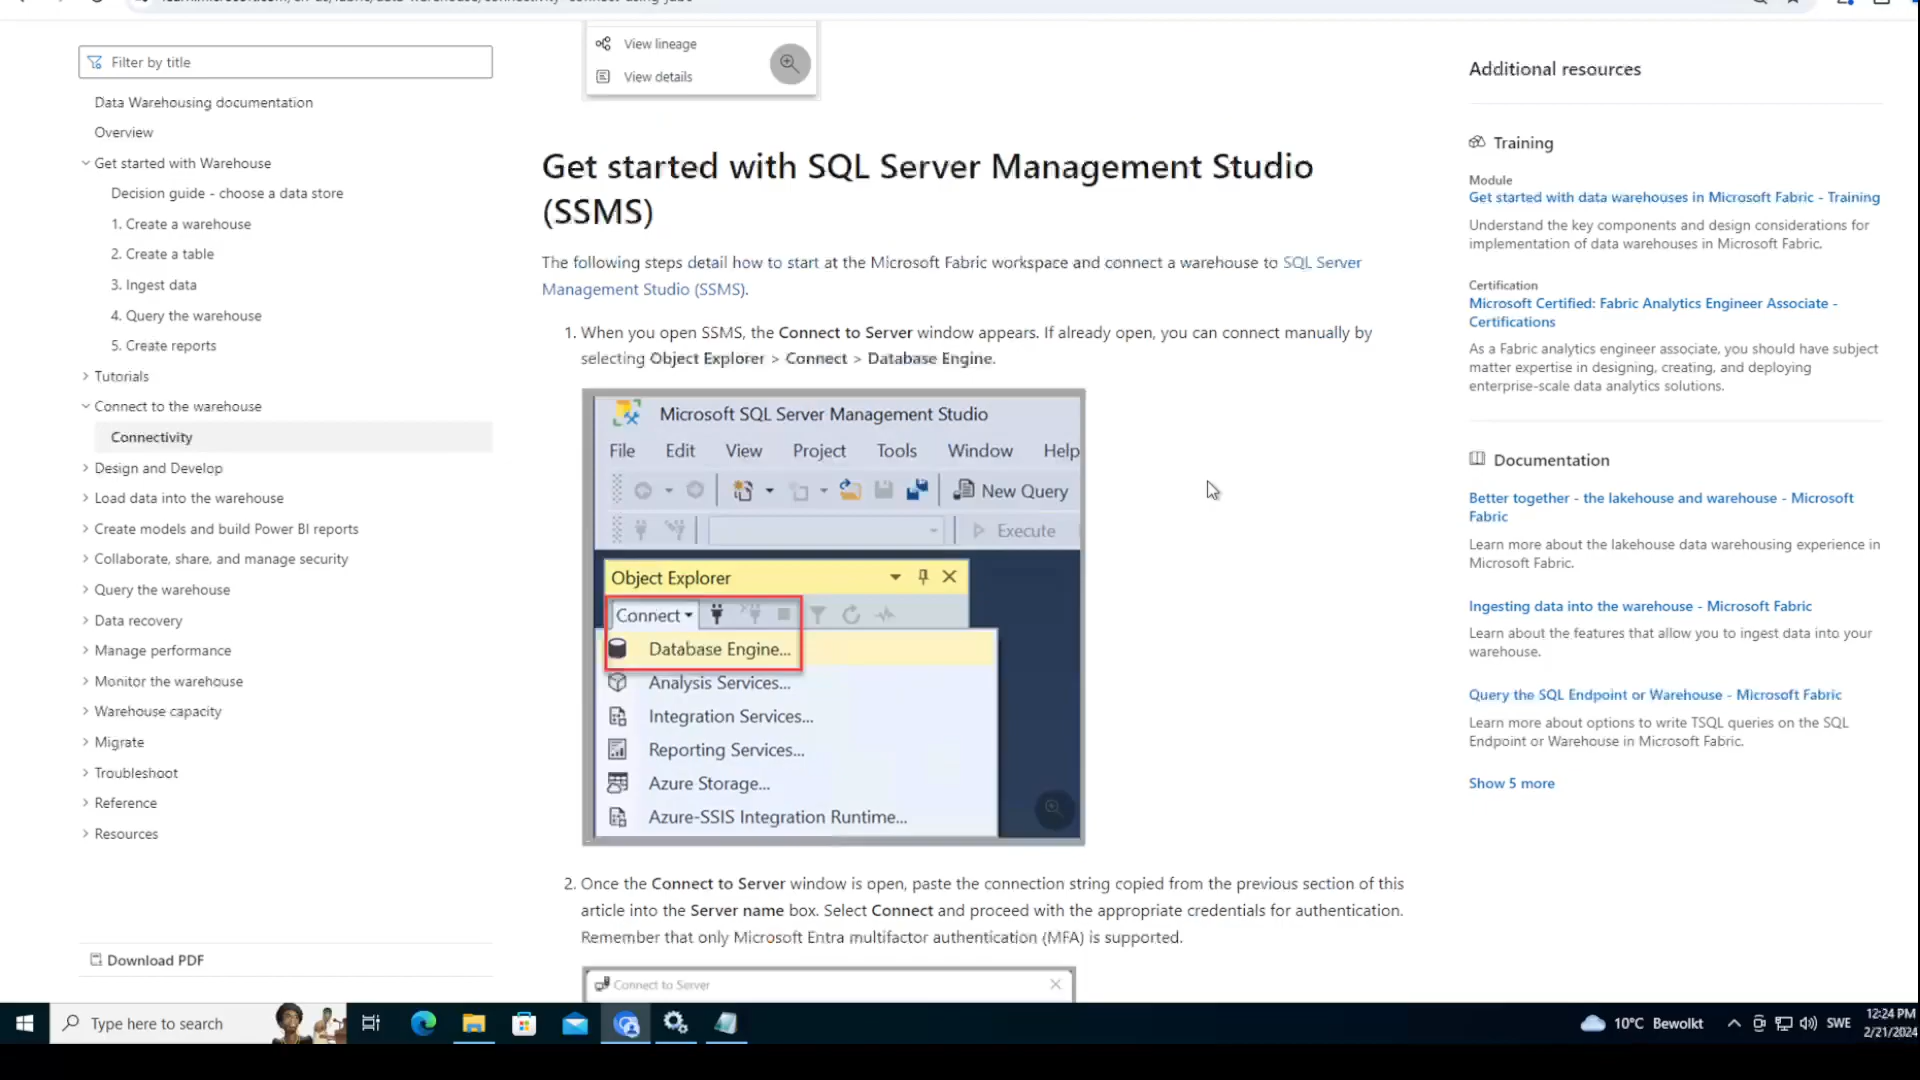 View lineage
View details
Filter by title
Data Warehousing documentation
Overview
Get started with Warehouse
Decision guide - choose a data store
1. Create a warehouse
2. Create a table
3. Ingest data
4. Query the warehouse
5. Create reports
Tutorials
Connect to the warehouse
Connectivity
Design and Develop
Load data into the warehouse
Create models and build Power BI reports
Collaborate, share, and manage security
Query the warehouse
Data recovery
Manage performance
Monitor the warehouse
Warehouse capacity
Migrate
Troubleshoot
Reference
Resources
Download PDF
Get started with SQL Server Management Studio
(SSMS)
The following steps detail how to start at the Microsoft Fabric workspace and connect a warehouse to SQL Server
Management Studio (SSMS).
1. When you open SSMS, the Connect to Server window appears. If already open, you can connect manually by
selecting Object Explorer > Connect > Database Engine.
Microsoft SQL Server Management Studio
File Edit View Project Tools Window Help
New Query
Execute
Object Explorer
Connect
Database Engine...
Analysis Services...
Integration Services...
Reporting Services...
Azure Storage...
Azure-SSIS Integration Runtime...
2. Once the Connect to Server window is open, paste the connection string copied from the previous section of this
article into the Server name box. Select Connect and proceed with the appropriate credentials for authentication.
Remember that only Microsoft Entra multifactor authentication (MFA) is supported.
Connect to Server
Additional resources
Training
Module
Get started with data warehouses in Microsoft Fabric - Training
Understand the key components and design considerations for
implementation of data warehouses in Microsoft Fabric.
Certification
Microsoft Certified: Fabric Analytics Engineer Associate -
Certifications
As a Fabric analytics engineer associate, you should have subject
matter expertise in designing, creating, and deploying
enterprise-scale data analytics solutions.
Documentation
Better together - the lakehouse and warehouse - Microsoft
Fabric
Learn more about the lakehouse data warehousing experience in
Microsoft Fabric.
Ingesting data into the warehouse - Microsoft Fabric
Learn about the features that allow you to ingest data into your
warehouse.
Query the SQL Endpoint or Warehouse - Microsoft Fabric
Learn more about options to write TSQL queries on the SQL
Endpoint or Warehouse in Microsoft Fabric.
Show 5 more
Type here to search
10°C Bewolkt
SWE
12:24 PM
2/21/2024